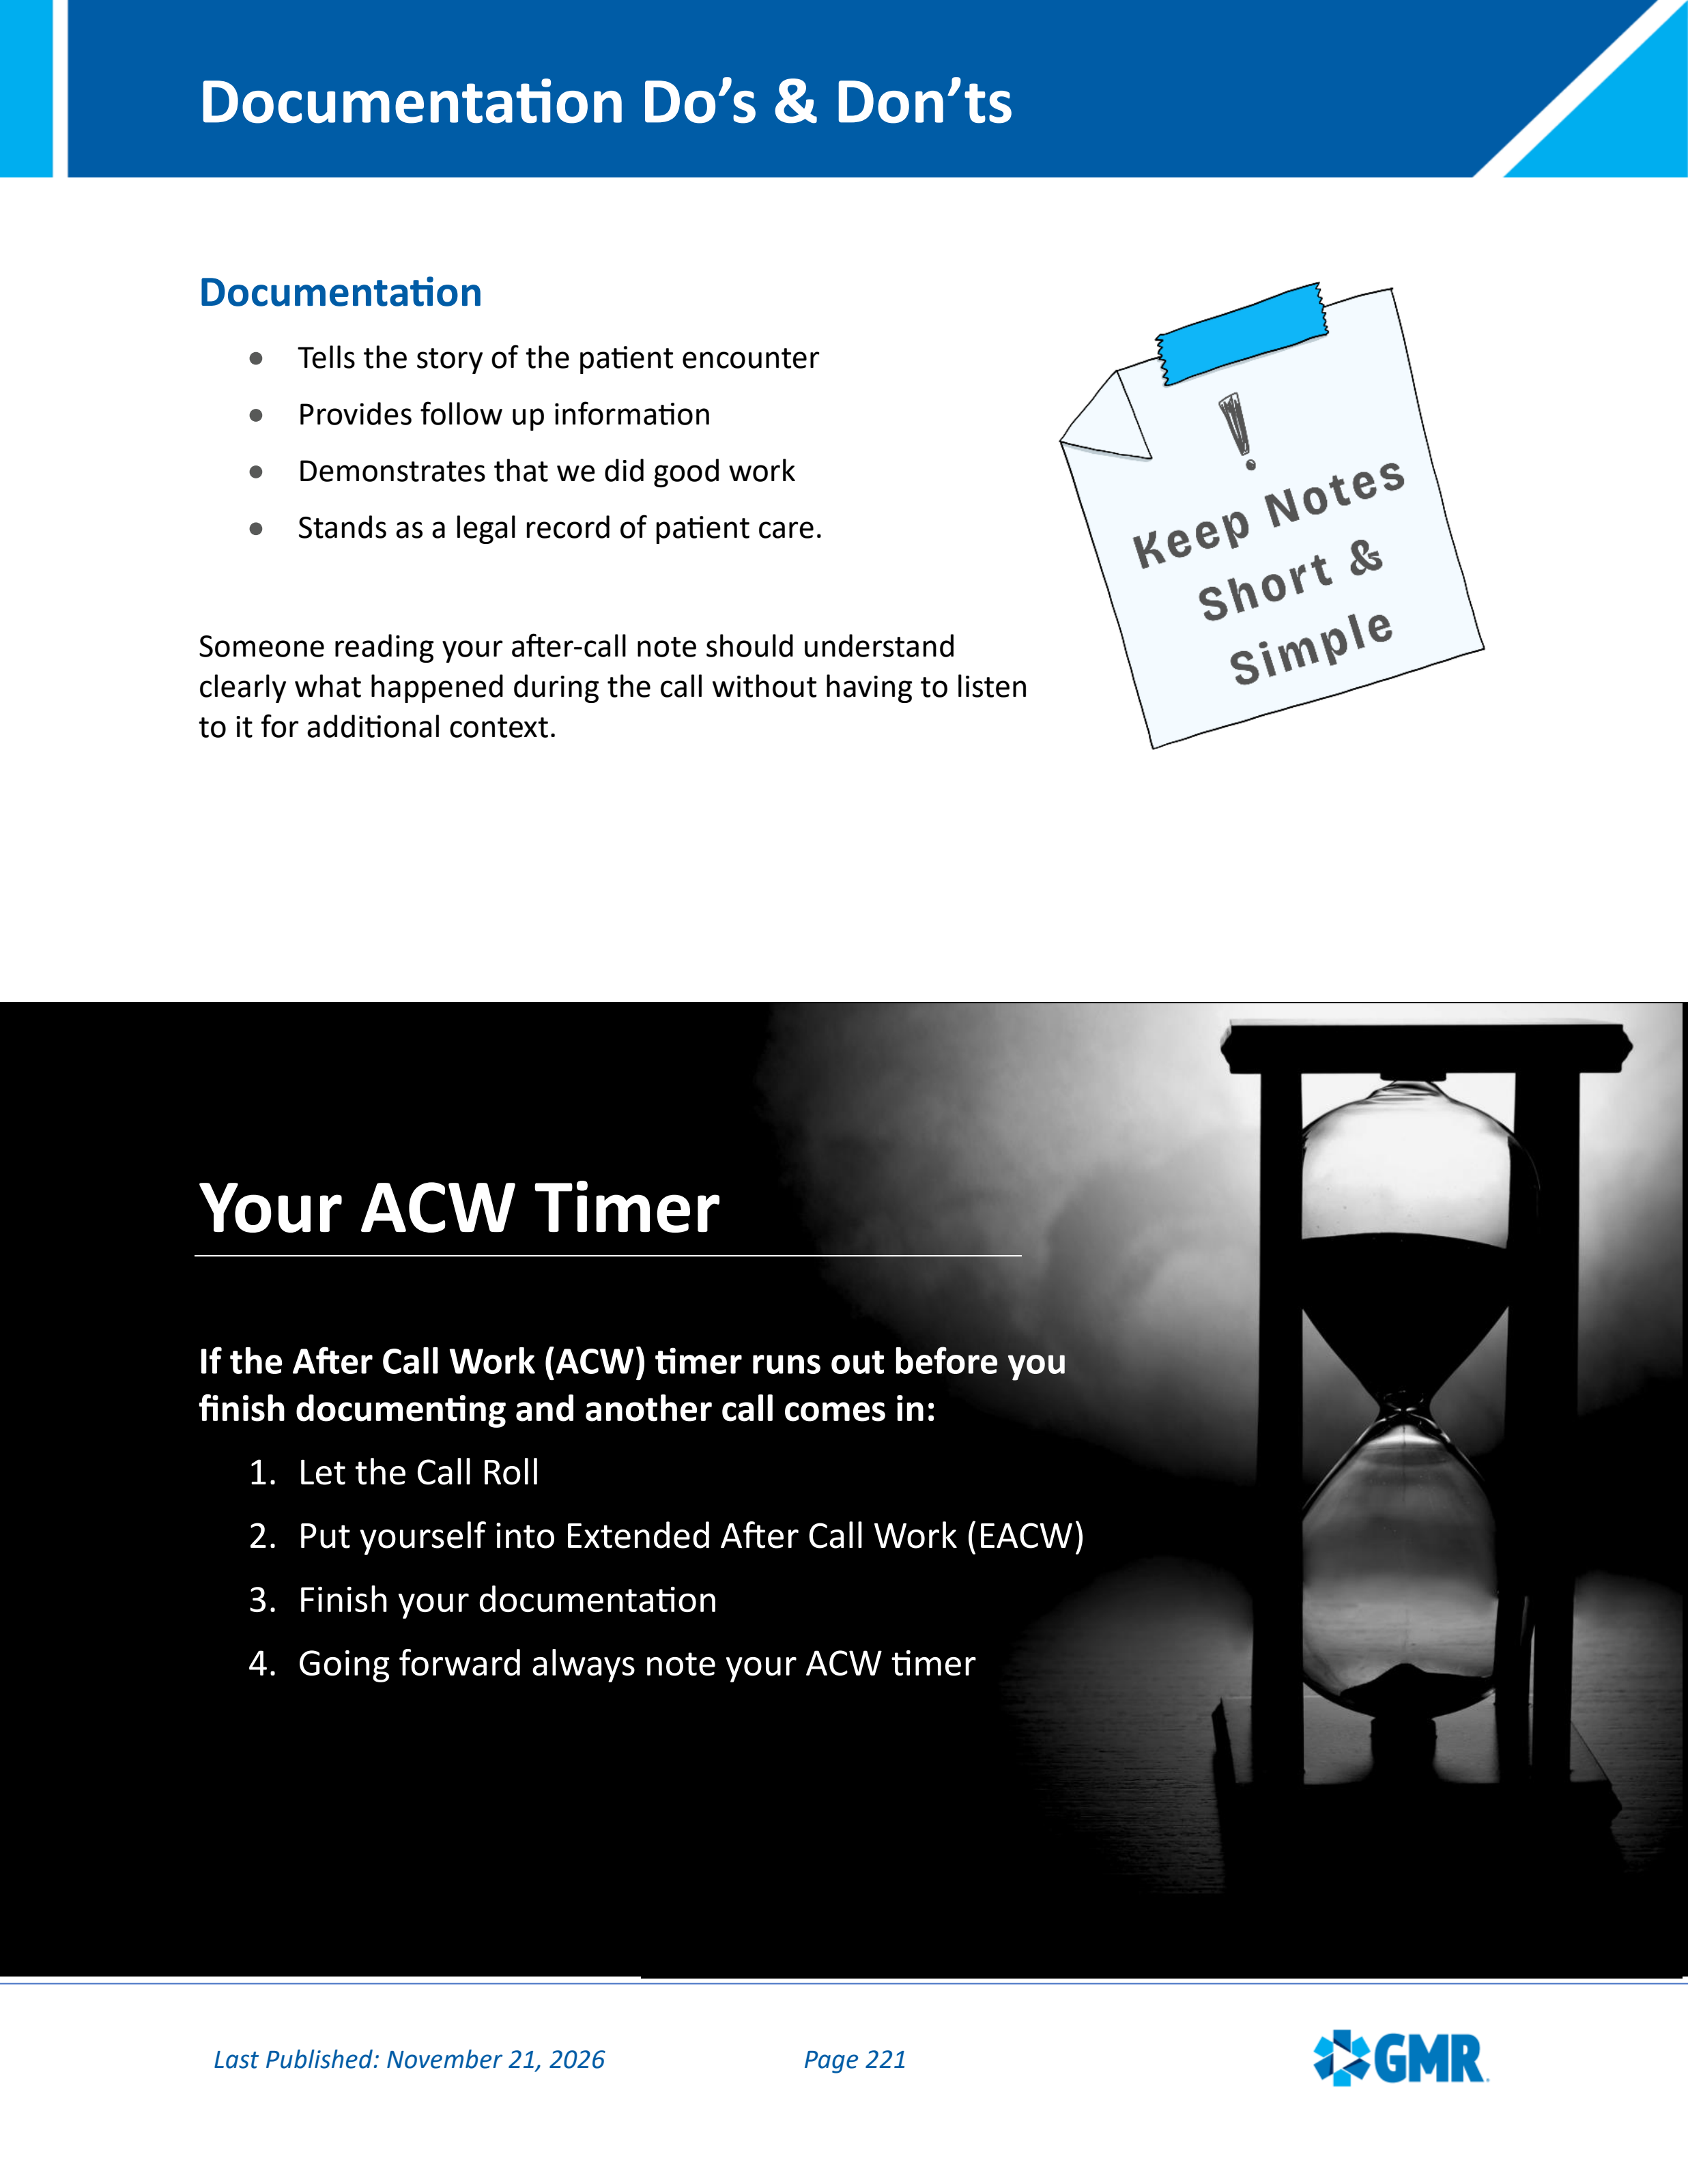 Documentation Do’s & Don’ts
Documentation
● Tells the story of the patient encounter
● Provides follow up information
● Demonstrates that we did good work
● Stands as a legal record of patient care.
Someone reading your after-call note should understand
clearly what happened during the call without having to listen
to it for additional context.
!
Keep Notes
Short &
Simple
Your ACW Timer
If the After Call Work (ACW) timer runs out before you
finish documenting and another call comes in:
1. Let the Call Roll
2. Put yourself into Extended After Call Work (EACW)
3. Finish your documentation
4. Going forward always note your ACW timer
Last Published: November 21, 2026
Page 221
GMR